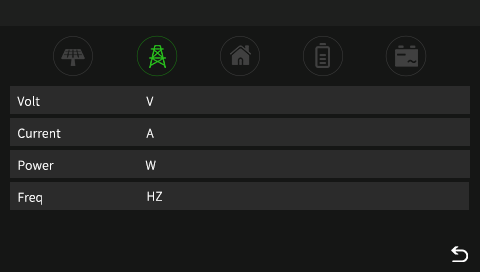 Volt V
Current A
Power W
Freq HZ